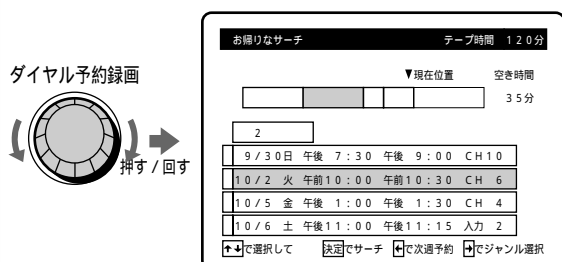 お帰りなサーチ テープ時間 120分
▼現在位置 空き時間
35分
ダイヤル予約録画
押す/回す
2
9/30日 午後 7:30 午後 9:00 CH10
10/2 火 午前10:00 午前10:30 CH 6
10/5 金 午後 1:00 午後 1:30 CH 4
10/6 土 午後11:00 午後11:15 入力 2
↑↓で選択して 決定でサーチ ←で次週予約 →でジャンル選択